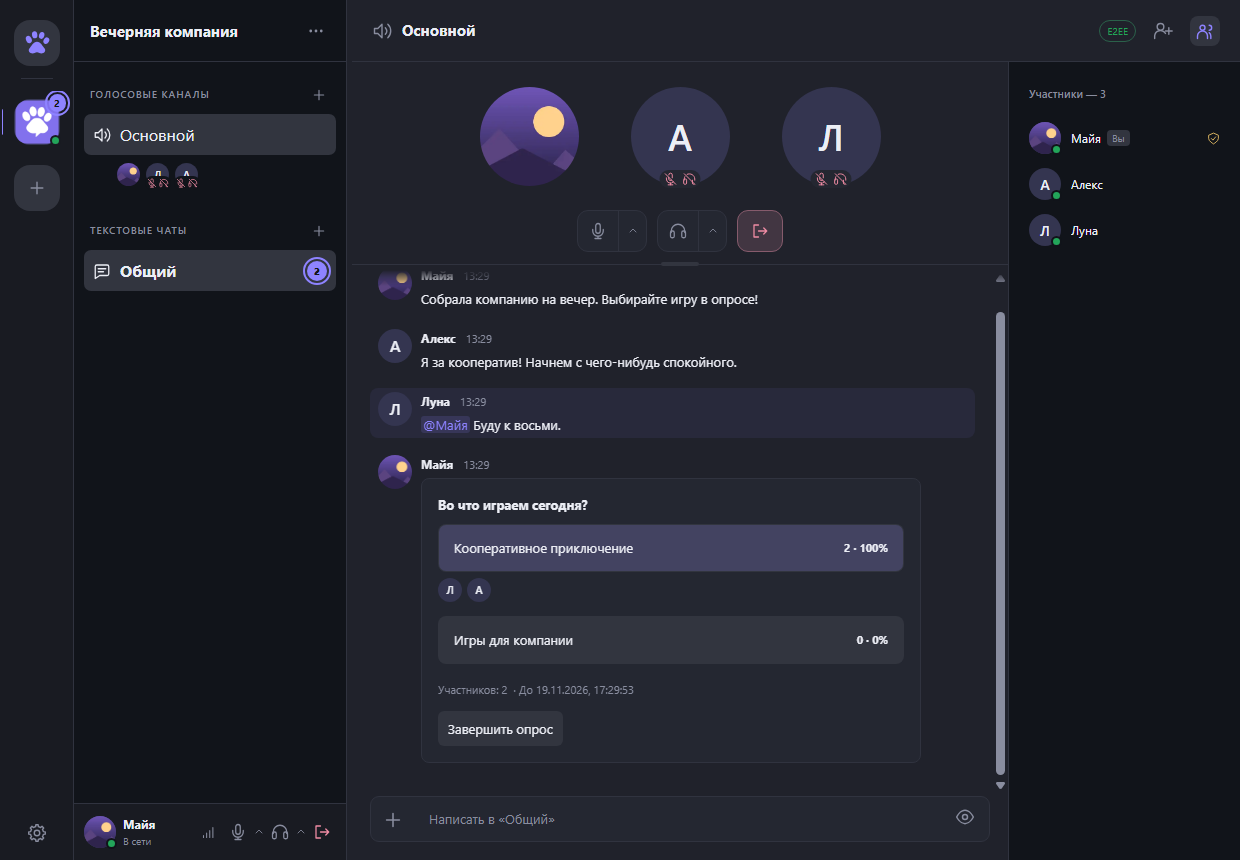 Вечерняя компания
2
ГОЛОСОВЫЕ КАНАЛЫ
Основной
Л
А
ТЕКСТОВЫЕ ЧАТЫ
Общий
2
Майя
В сети
Основной
E2EE
А
Л
Майя 13:29
Собрала компанию на вечер. Выбирайте игру в опросе!
А
Алекс 13:29
Я за кооператив! Начнем с чего-нибудь спокойного.
Л
Луна 13:29
@Майя Буду к восьми.
Майя 13:29
Во что играем сегодня?
Кооперативное приключение 2 · 100%
Л А
Игры для компании 0 · 0%
Участников: 2 · До 19.11.2026, 17:29:53
Завершить опрос
Написать в «Общий»
Участники — 3
Майя Вы
А Алекс
Л Луна